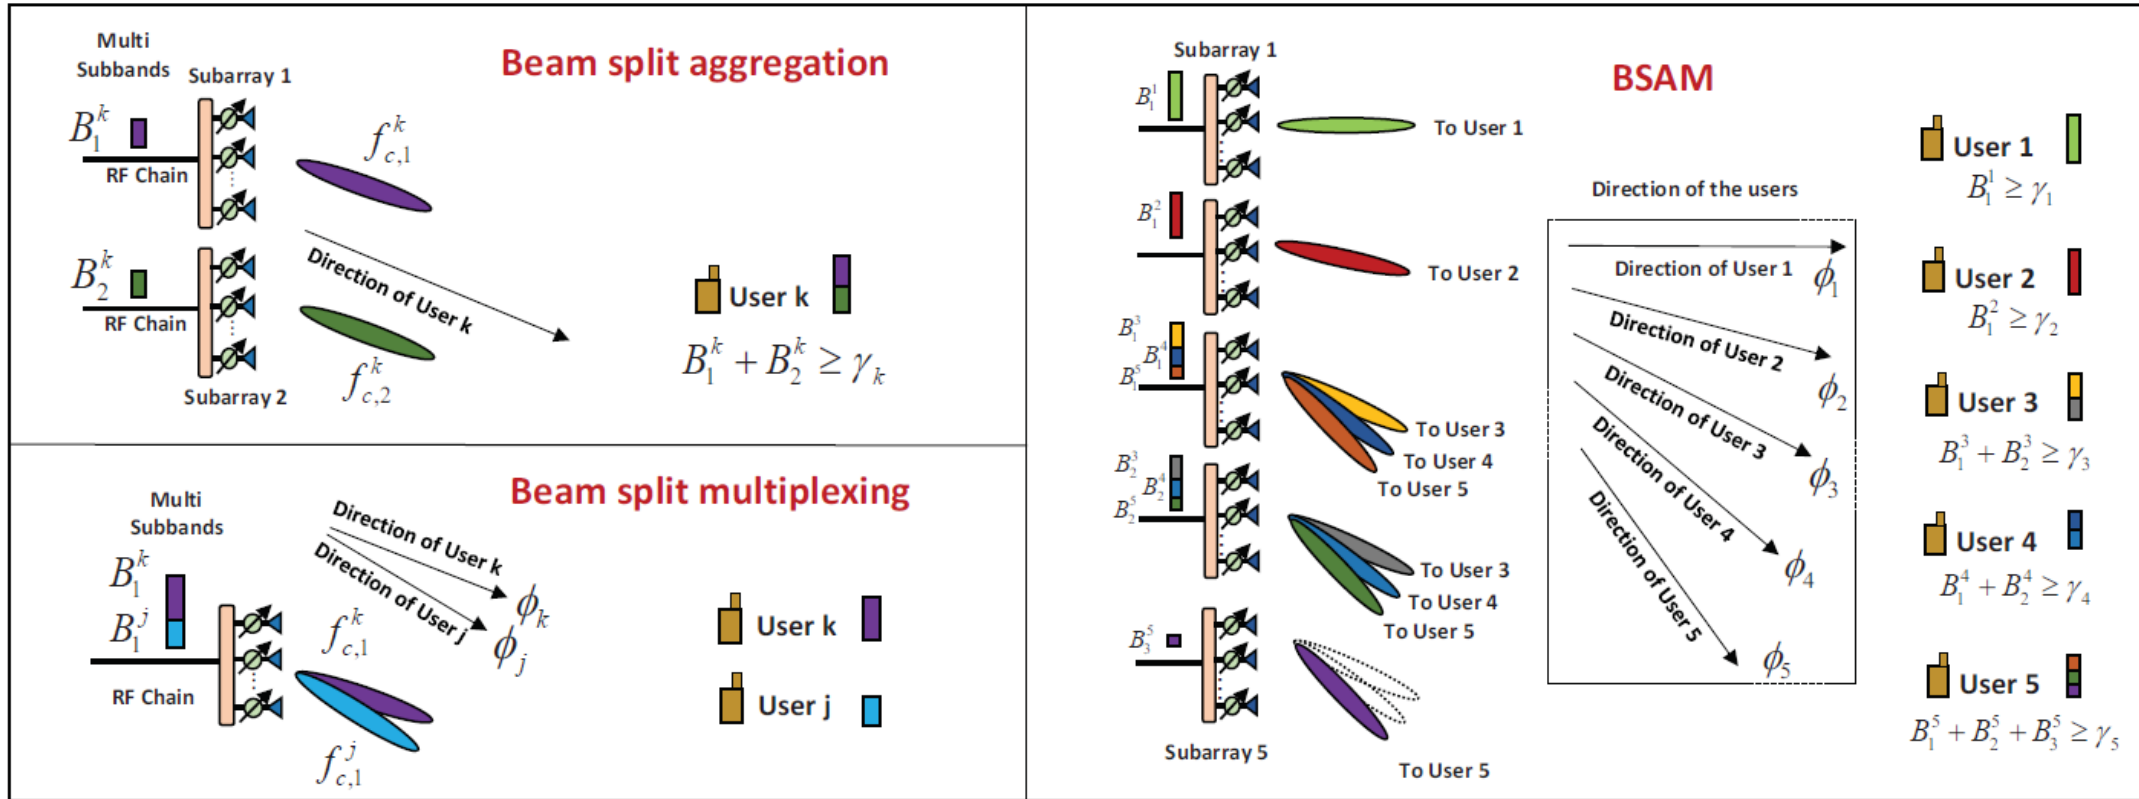 Beam split aggregation
Multi
Subbands
Subarray 1
B_1^k
RF Chain
f_{c,1}^k
Direction of User k
B_2^k
RF Chain
f_{c,2}^k
Subarray 2
User k
B_1^k + B_2^k ≥ γ_k
Beam split multiplexing
Multi
Subbands
B_1^k
B_1^j
RF Chain
Direction of User k
Direction of User j
ϕ_k
ϕ_j
f_{c,1}^k
f_{c,1}^j
User k
User j
BSAM
Subarray 1
B_1^1
To User 1
B_1^2
To User 2
B_1^3
B_1^4
B_1^5
To User 3
To User 4
To User 5
B_2^3
B_2^4
B_2^5
To User 3
To User 4
To User 5
B_3^5
To User 5
Subarray 5
Direction of the users
Direction of User 1
ϕ_1
Direction of User 2
ϕ_2
Direction of User 3
ϕ_3
Direction of User 4
ϕ_4
Direction of User 5
ϕ_5
User 1
B_1^1 ≥ γ_1
User 2
B_1^2 ≥ γ_2
User 3
B_1^3 + B_2^3 ≥ γ_3
User 4
B_1^4 + B_2^4 ≥ γ_4
User 5
B_1^5 + B_2^5 + B_3^5 ≥ γ_5